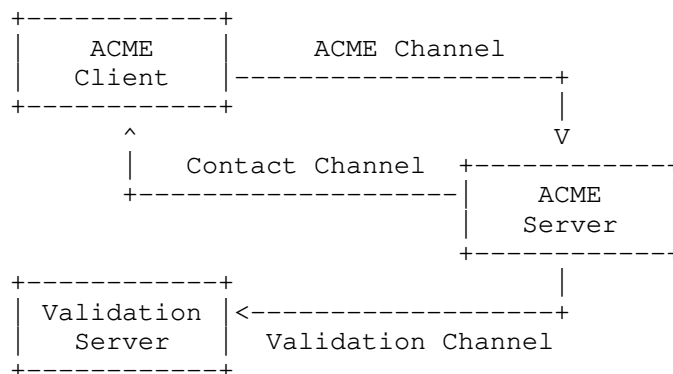 ACME
ACME Channel
Client
Contact Channel
ACME
Server
Validation
Server
Validation Channel